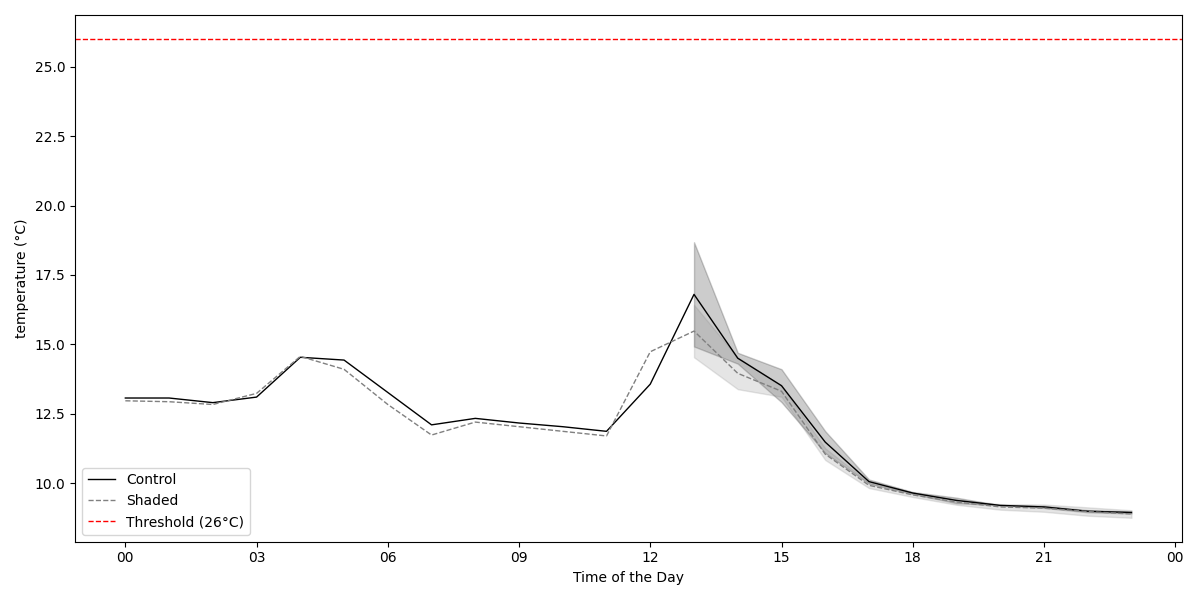 25.0
22.5
20.0
17.5
15.0
12.5
10.0
temperature (°C)
Control
Shaded
Threshold (26°C)
00 03 06 09 12 15 18 21 00
Time of the Day